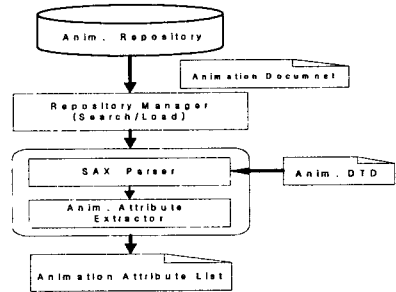 Anim. Repository
Animation Documnet
Repository Manager
(Search/Load)
SAX Parser
Anim. DTD
Anim. Attribute
Extractor
Animation Attribute List